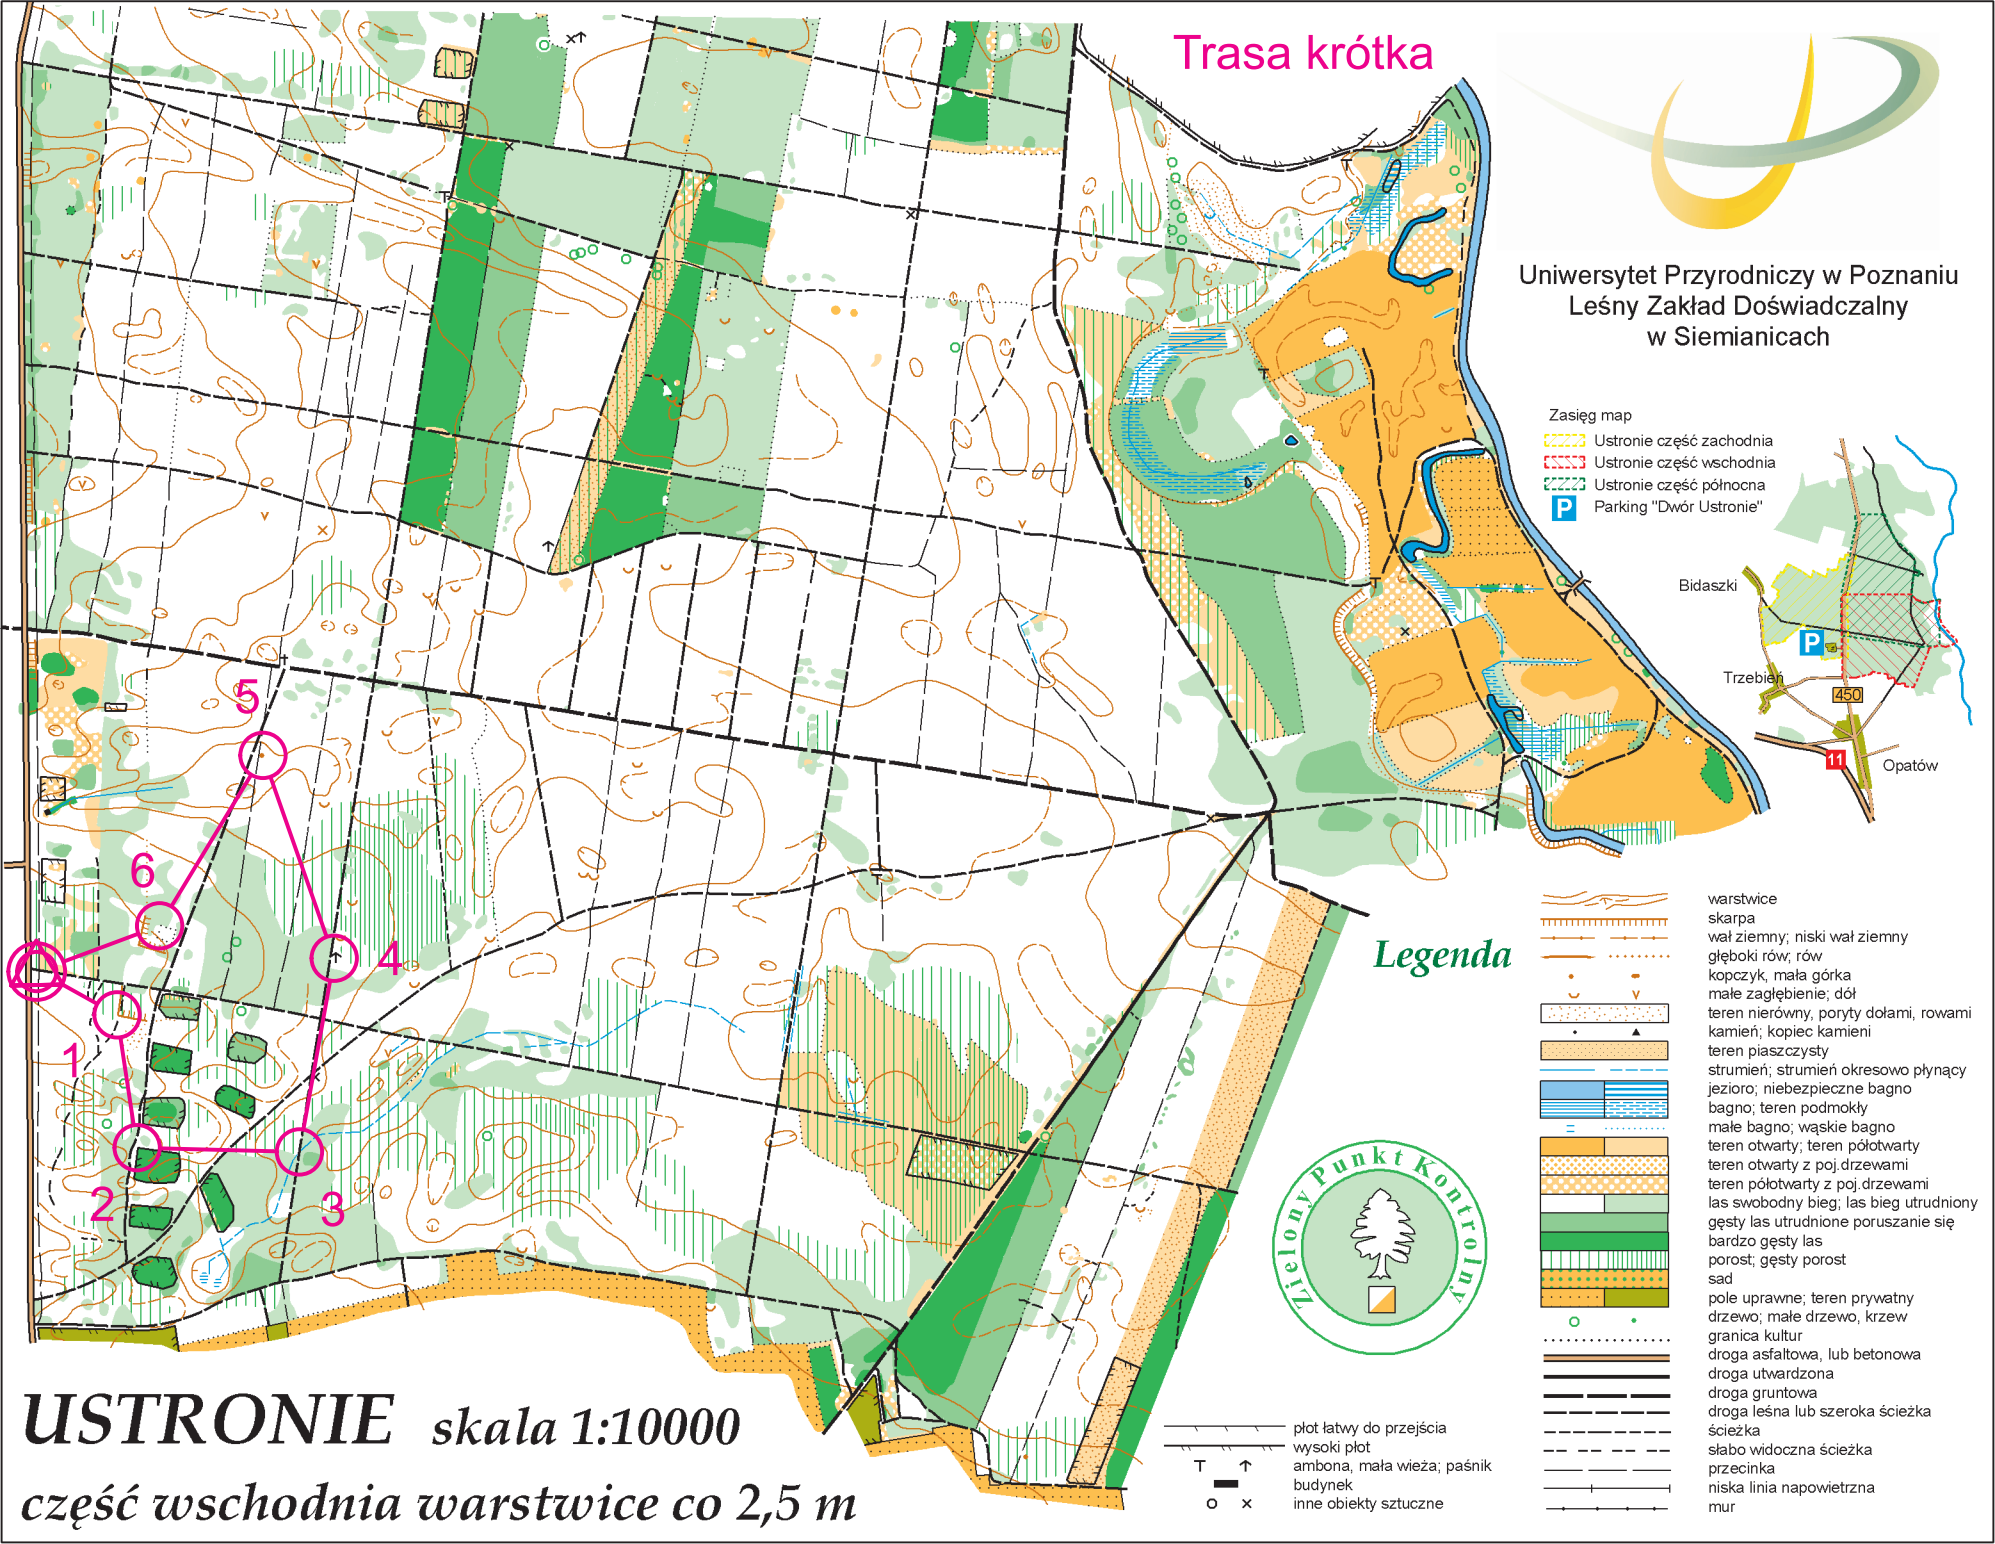 Trasa krótka
Uniwersytet Przyrodniczy w Poznaniu
Leśny Zakład Doświadczalny
w Siemianicach
Zasięg map
Ustronie część zachodnia
Ustronie część wschodnia
Ustronie część północna
P Parking "Dwór Ustronie"
Bidaszki
P
Trzebień
450
11
Opatów
5
6
4
1
2
3
Legenda
warstwice
skarpa
wał ziemny; niski wał ziemny
głęboki rów; rów
kopczyk, mała górka
małe zagłębienie; dół
teren nierówny, poryty dołami, rowami
kamień; kopiec kamieni
teren piaszczysty
strumień; strumień okresowo płynący
jezioro; niebezpieczne bagno
bagno; teren podmokły
małe bagno; wąskie bagno
teren otwarty; teren półotwarty
teren otwarty z poj.drzewami
teren półotwarty z poj.drzewami
las swobodny bieg; las bieg utrudniony
gęsty las utrudnione poruszanie się
bardzo gęsty las
porost; gęsty porost
sad
pole uprawne; teren prywatny
drzewo; małe drzewo, krzew
granica kultur
droga asfaltowa, lub betonowa
droga utwardzona
droga gruntowa
droga leśna lub szeroka ścieżka
ścieżka
słabo widoczna ścieżka
przecinka
niska linia napowietrzna
mur
Zielony Punkt Kontrolny
płot łatwy do przejścia
wysoki płot
ambona, mała wieża; paśnik
budynek
inne obiekty sztuczne
USTRONIE skala 1:10000
część wschodnia warstwice co 2,5 m